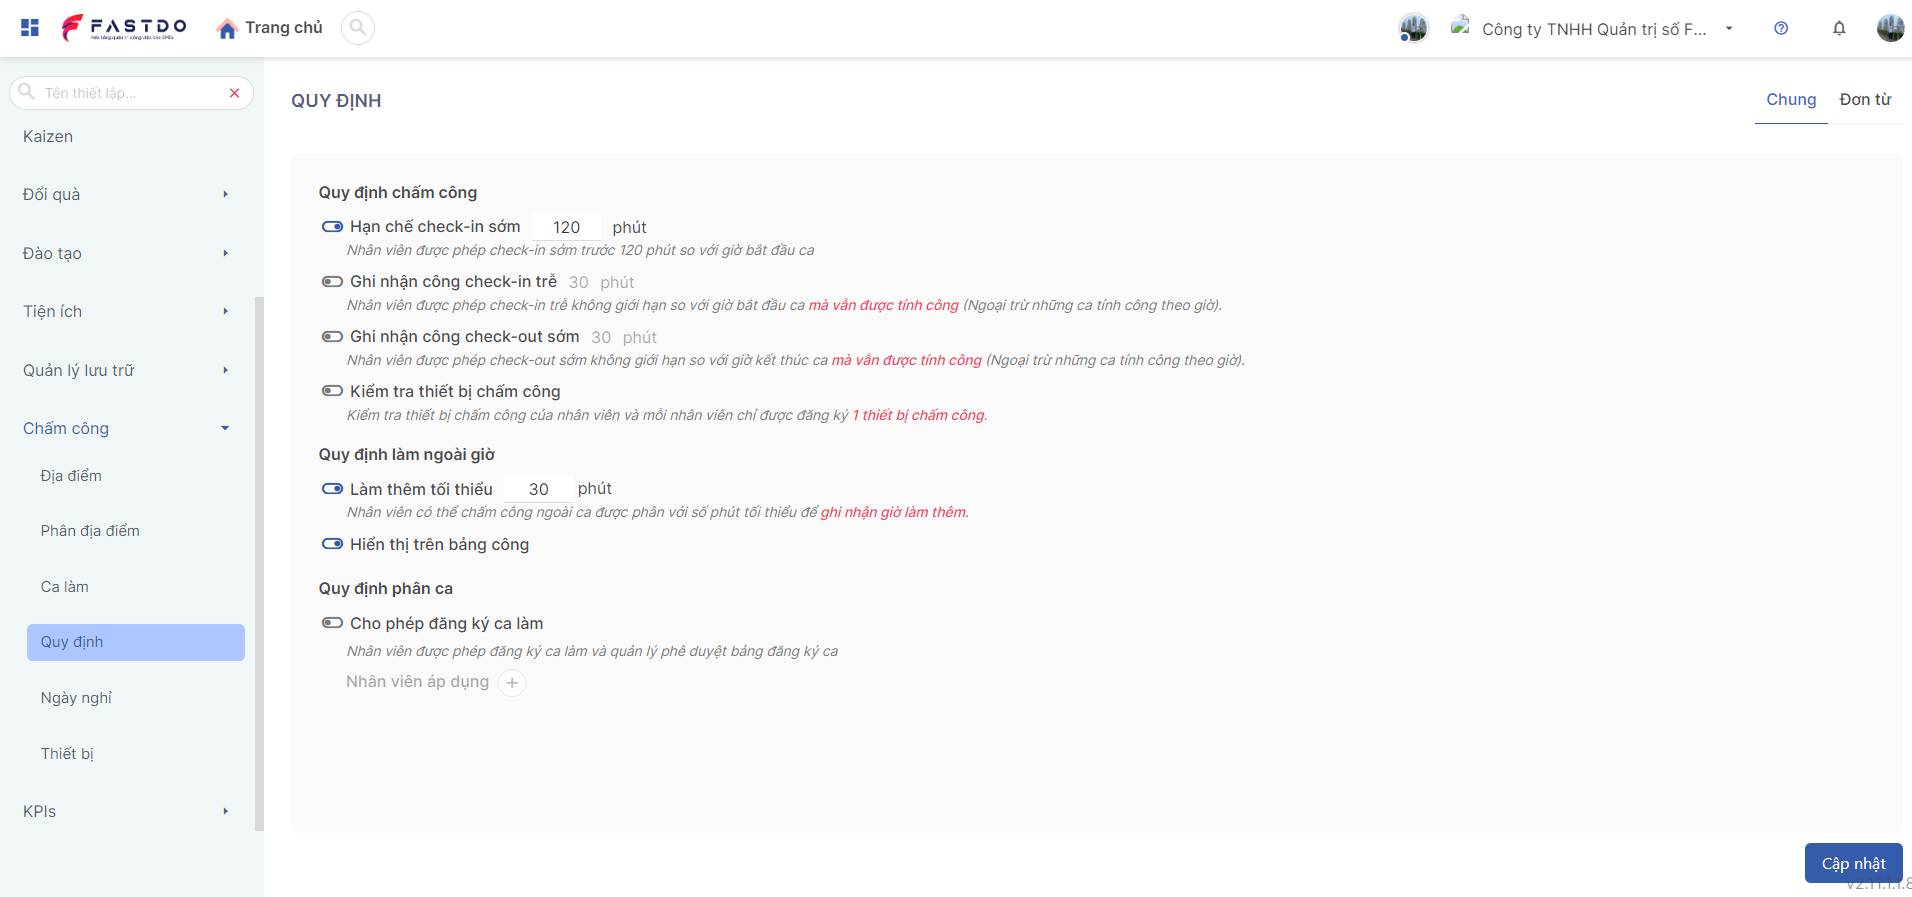 FASTDO
Nền tảng quản trị công việc cho SMEs
Trang chủ
Công ty TNHH Quản trị số F...
Tên thiết lập...
Kaizen
Đổi quà
Đào tạo
Tiện ích
Quản lý lưu trữ
Chấm công
Địa điểm
Phân địa điểm
Ca làm
Quy định
Ngày nghỉ
Thiết bị
KPIs
QUY ĐỊNH
Chung
Đơn từ
Quy định chấm công
Hạn chế check-in sớm 120 phút
Nhân viên được phép check-in sớm trước 120 phút so với giờ bắt đầu ca
Ghi nhận công check-in trễ 30 phút
Nhân viên được phép check-in trễ không giới hạn so với giờ bắt đầu ca mà vẫn được tính công (Ngoại trừ những ca tính công theo giờ).
Ghi nhận công check-out sớm 30 phút
Nhân viên được phép check-out sớm không giới hạn so với giờ kết thúc ca mà vẫn được tính công (Ngoại trừ những ca tính công theo giờ).
Kiểm tra thiết bị chấm công
Kiểm tra thiết bị chấm công của nhân viên và mỗi nhân viên chỉ được đăng ký 1 thiết bị chấm công.
Quy định làm ngoài giờ
Làm thêm tối thiểu 30 phút
Nhân viên có thể chấm công ngoài ca được phân với số phút tối thiểu để ghi nhận giờ làm thêm.
Hiển thị trên bảng công
Quy định phân ca
Cho phép đăng ký ca làm
Nhân viên được phép đăng ký ca làm và quản lý phê duyệt bảng đăng ký ca
Nhân viên áp dụng
Cập nhật